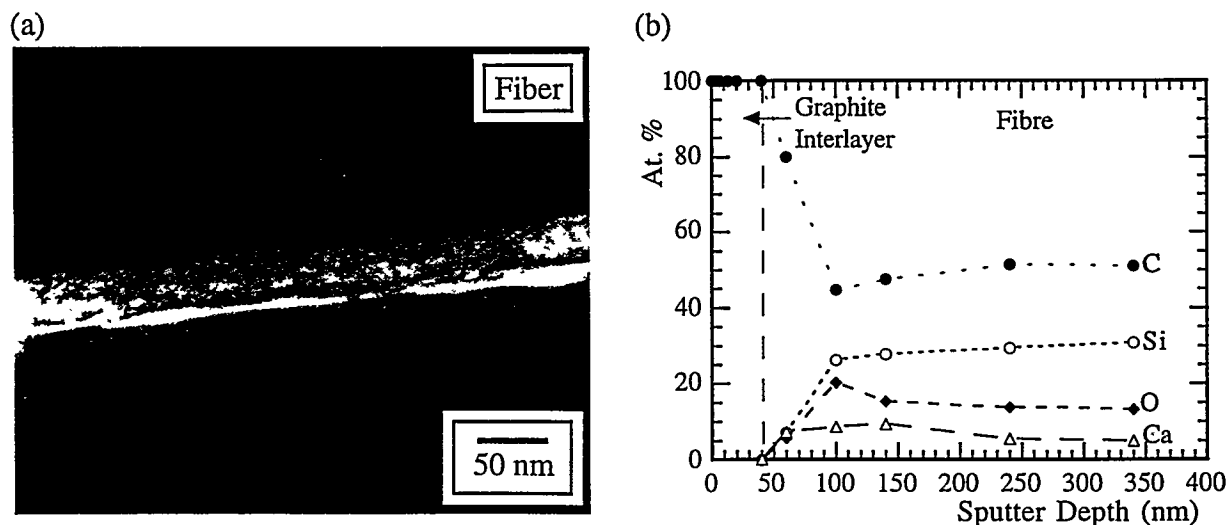 (a)
Fiber
50 nm
(b)
100
80
60
40
20
0
At. %
Graphite
Interlayer
Fibre
C
Si
O
Ca
0 50 100 150 200 250 300 350 400
Sputter Depth (nm)